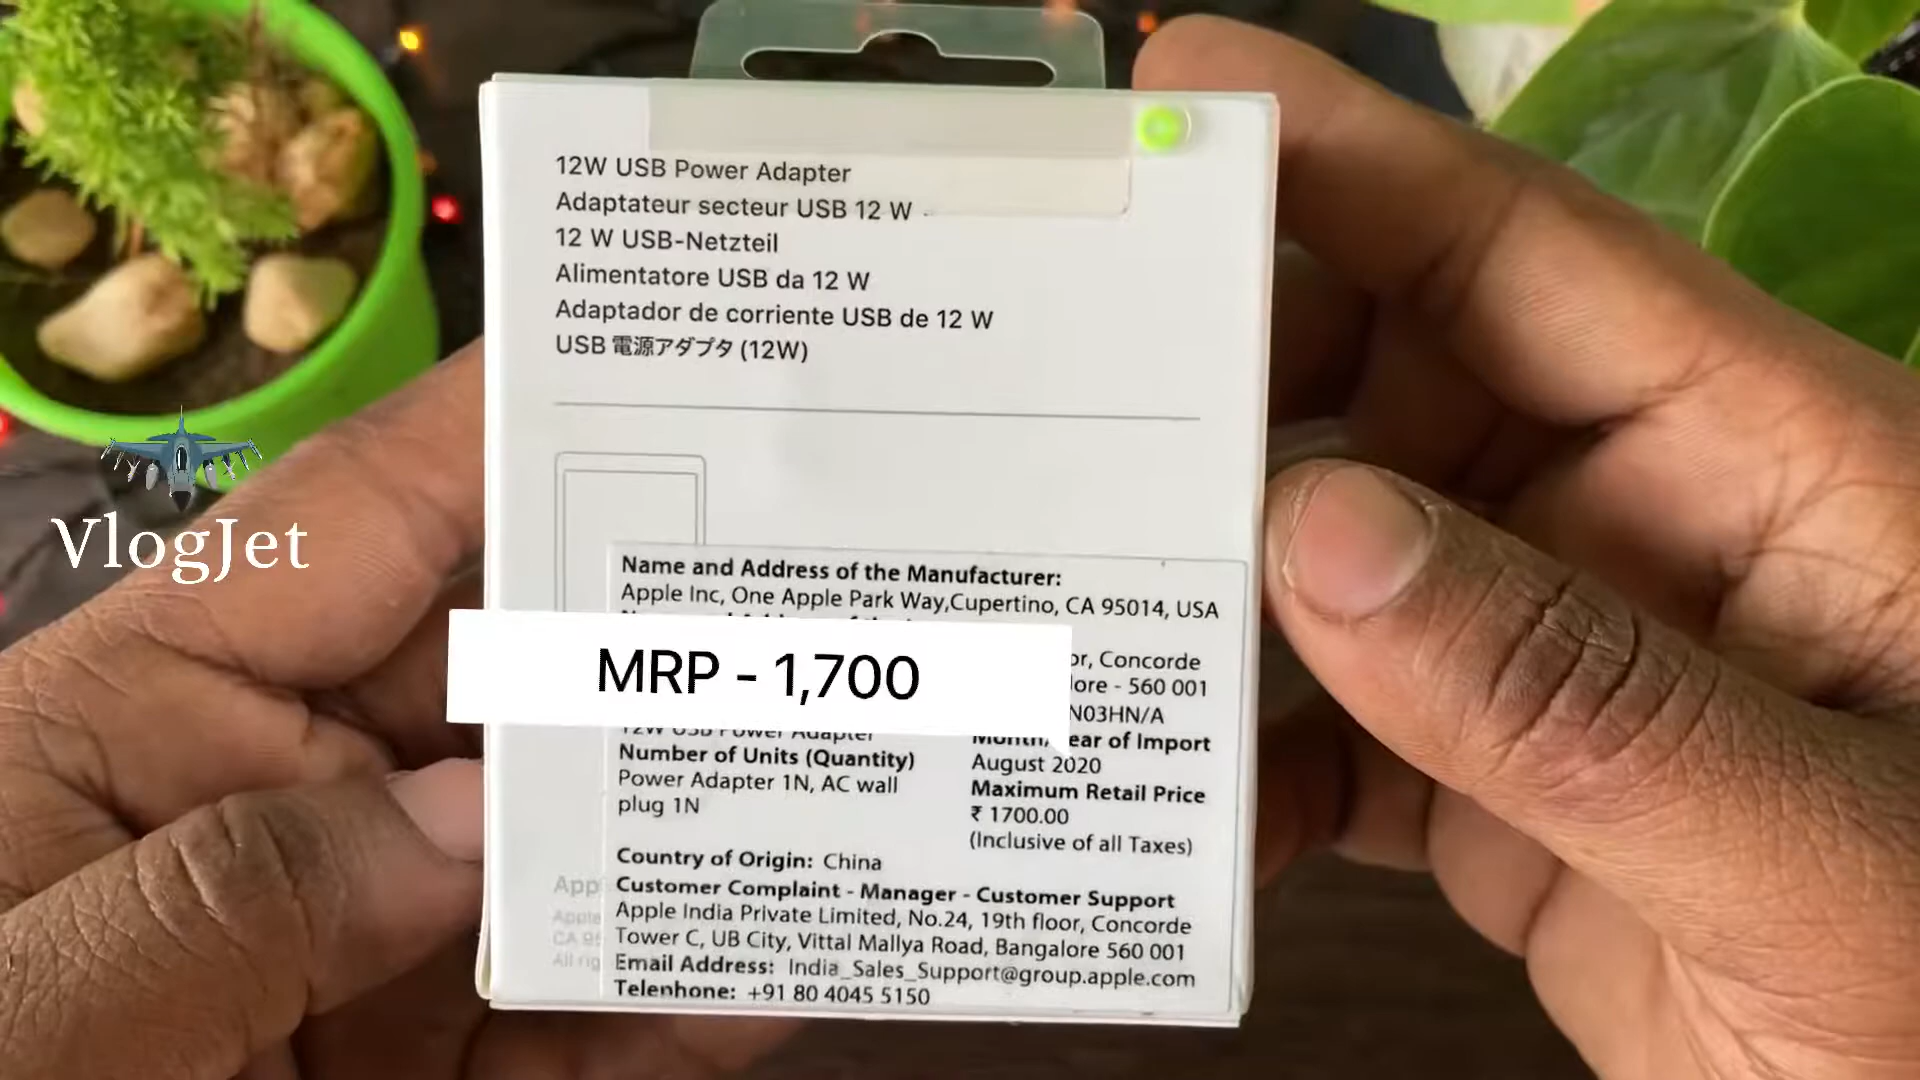 12W USB Power Adapter
Adaptateur secteur USB 12 W
12 W USB-Netzteil
Alimentatore USB da 12 W
Adaptador de corriente USB de 12 W
USB 電源アダプタ (12W)
VlogJet
Name and Address of the Manufacturer:
Apple Inc, One Apple Park Way,Cupertino, CA 95014, USA
MRP - 1,700
Concorde
560 001
N03HN/A
12W USB Power Adapter
Number of Units (Quantity)
Power Adapter 1N, AC wall
plug 1N
Month/Year of Import
August 2020
Maximum Retail Price
₹ 1700.00
(Inclusive of all Taxes)
Country of Origin: China
Customer Complaint - Manager - Customer Support
Apple India Private Limited, No.24, 19th floor, Concorde
Tower C, UB City, Vittal Mallya Road, Bangalore 560 001
Email Address: India_Sales_Support@group.apple.com
Telephone: +91 80 4045 5150